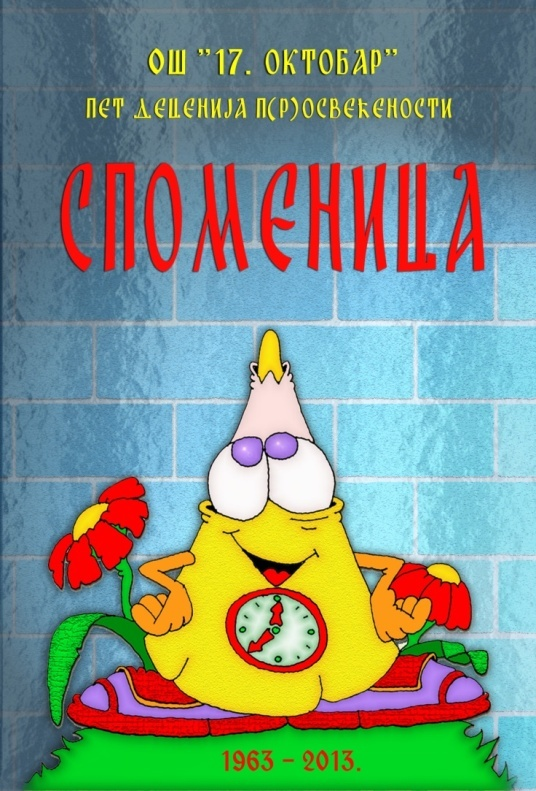 ОШ "17. ОКТОБАР"
ПЕТ ДЕЦЕНИЈА П(Р)ОСВЕЋЕНОСТИ
СПОМЕНИЦА
1963 - 2013.